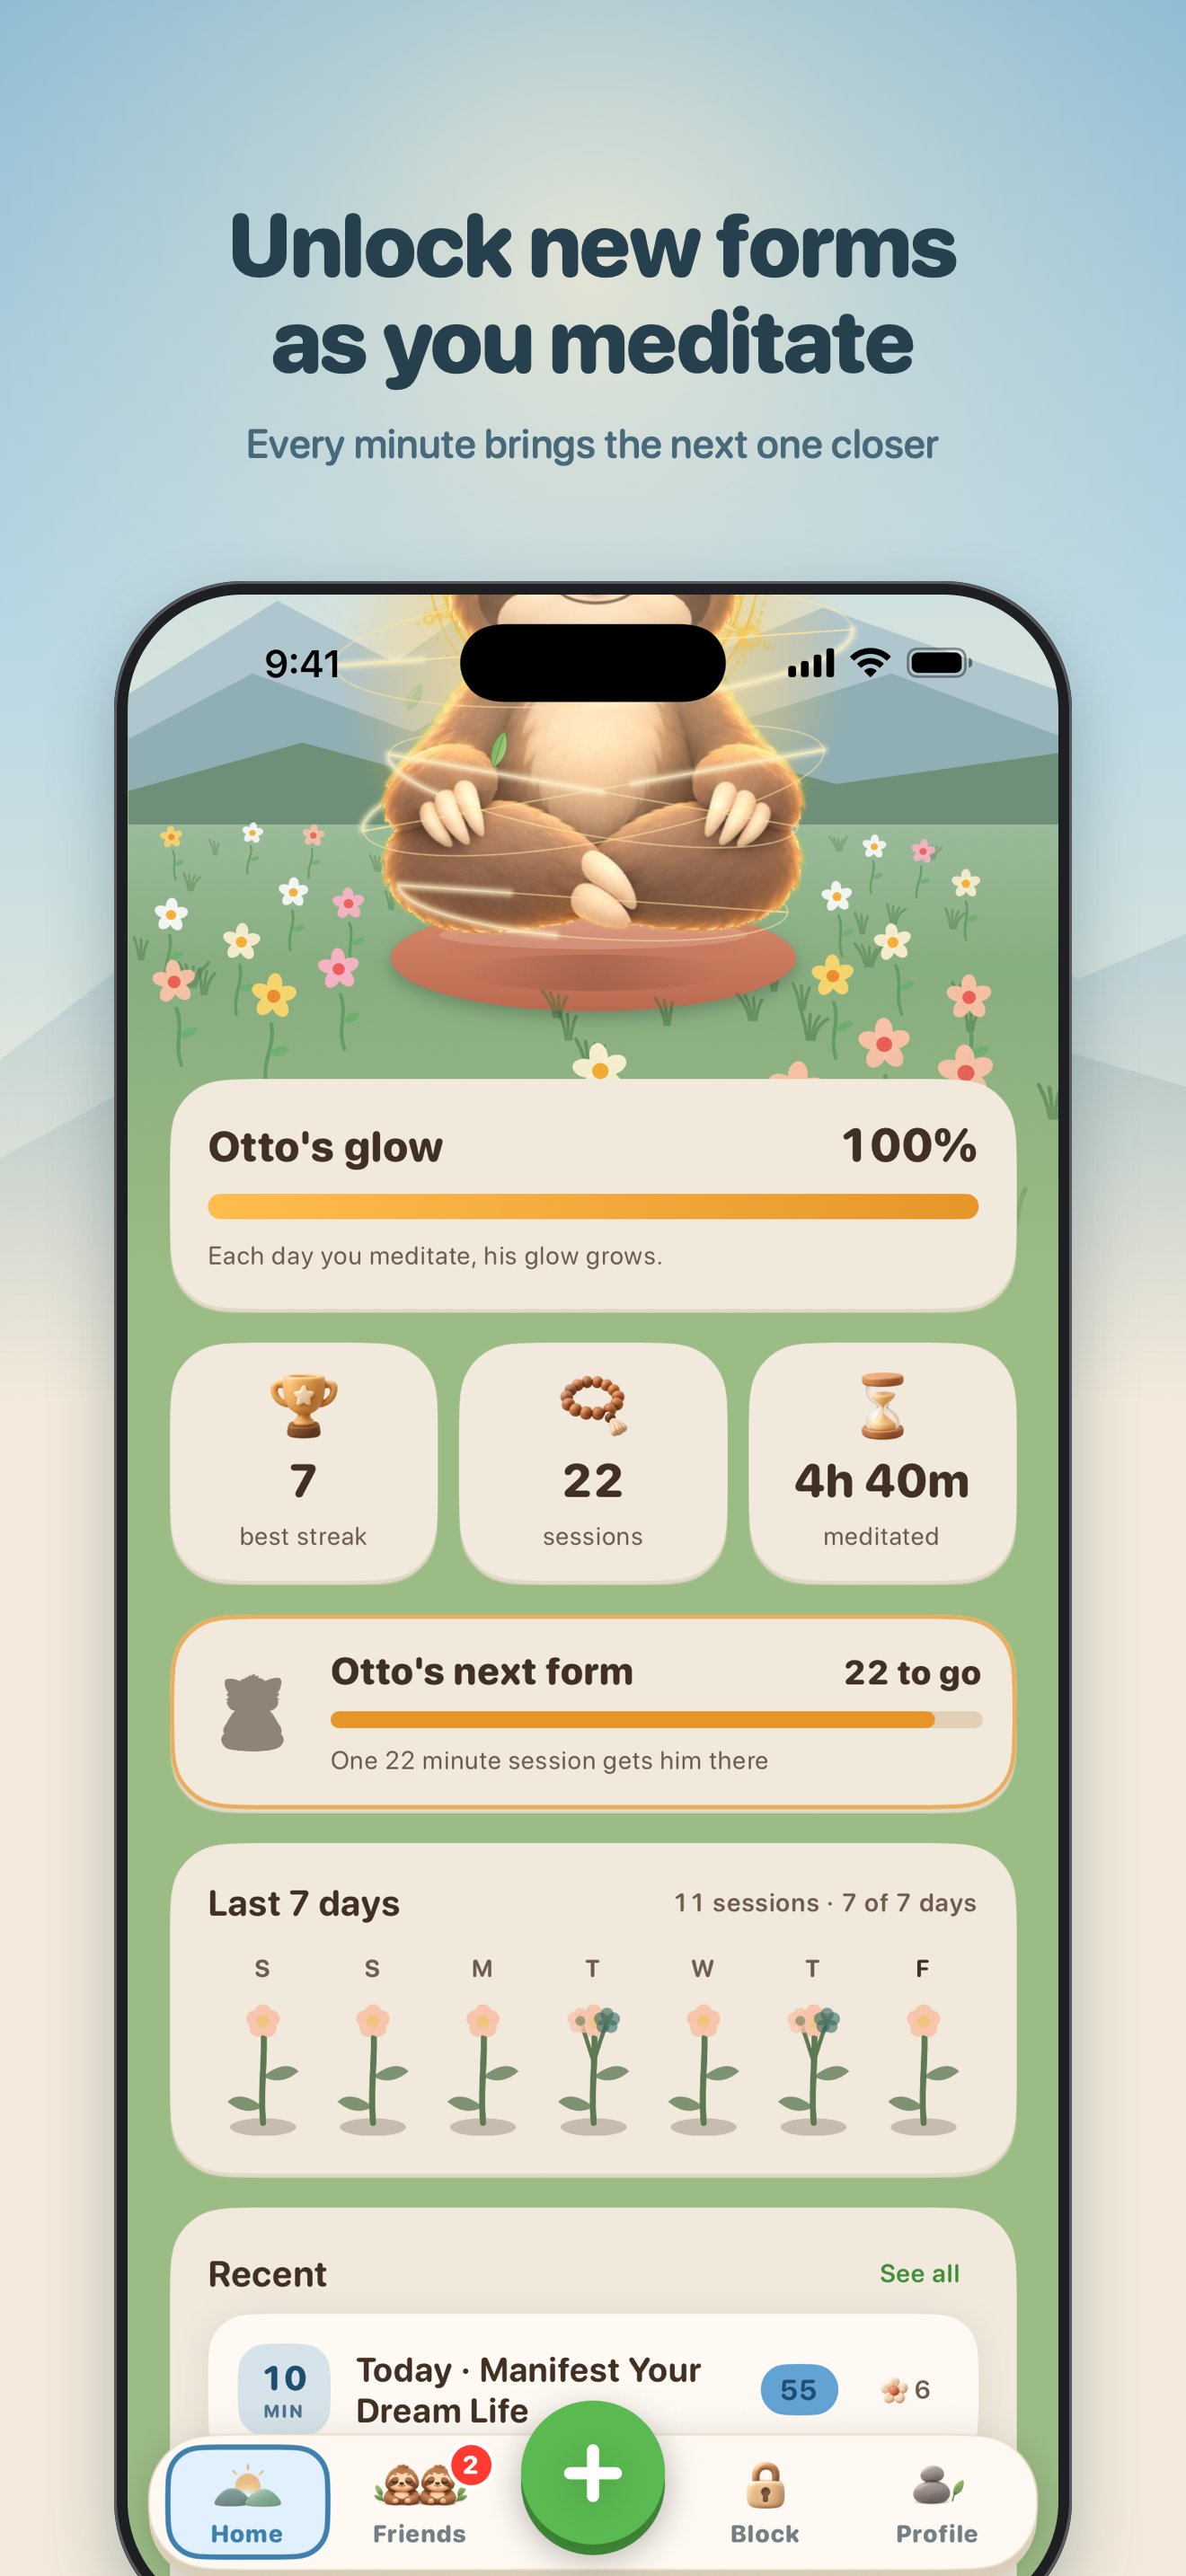 Unlock new forms
as you meditate
Every minute brings the next one closer
9:41
Otto's glow
100%
Each day you meditate, his glow grows.
7
best streak
22
sessions
4h 40m
meditated
Otto's next form
22 to go
One 22 minute session gets him there
Last 7 days
11 sessions · 7 of 7 days
S S M T W T F
Recent
See all
10
MIN
Today · Manifest Your
Dream Life
55
6
2
Home
Friends
Block
Profile